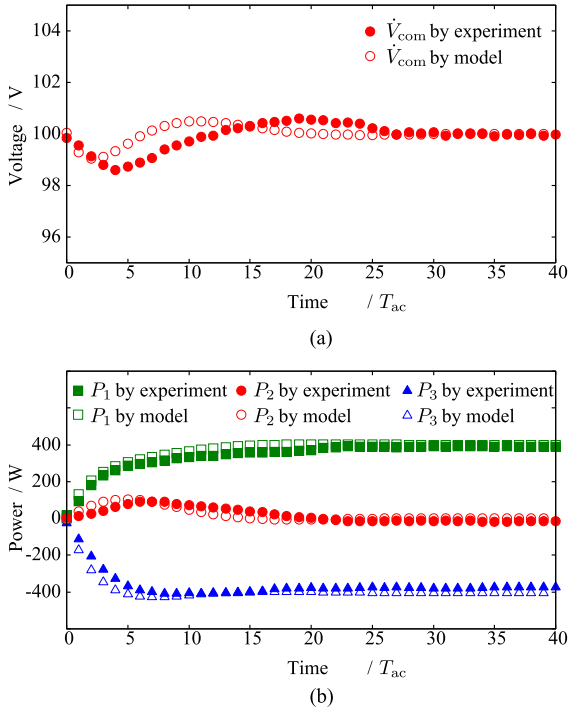 104
102
100
98
96
Voltage / V
V̇com by experiment
V̇com by model
0 5 10 15 20 25 30 35 40
Time / Tac
(a)
P1 by experiment P2 by experiment P3 by experiment
P1 by model P2 by model P3 by model
400
200
0
-200
-400
Power / W
0 5 10 15 20 25 30 35 40
Time / Tac
(b)